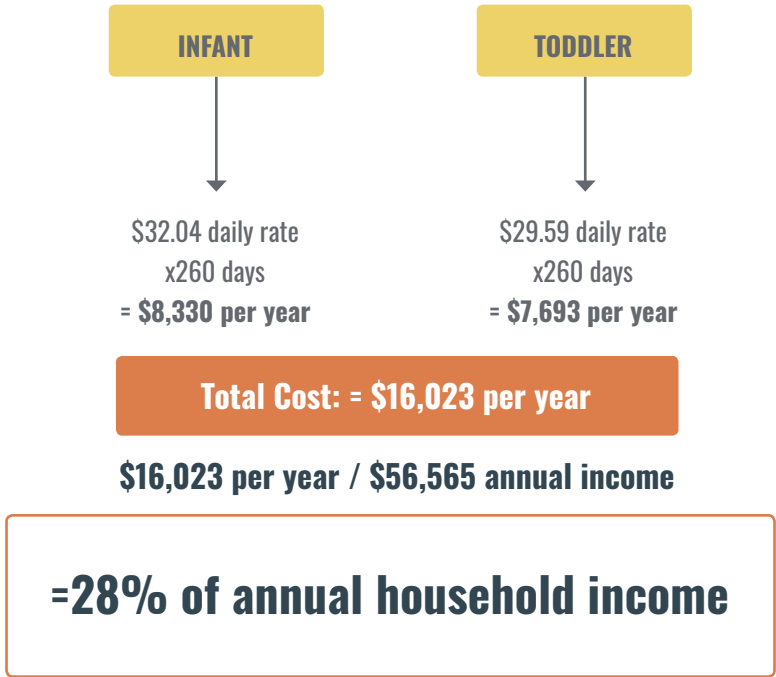 INFANT
TODDLER
$32.04 daily rate
x260 days
= $8,330 per year
$29.59 daily rate
x260 days
= $7,693 per year
Total Cost: = $16,023 per year
$16,023 per year / $56,565 annual income
=28% of annual household income